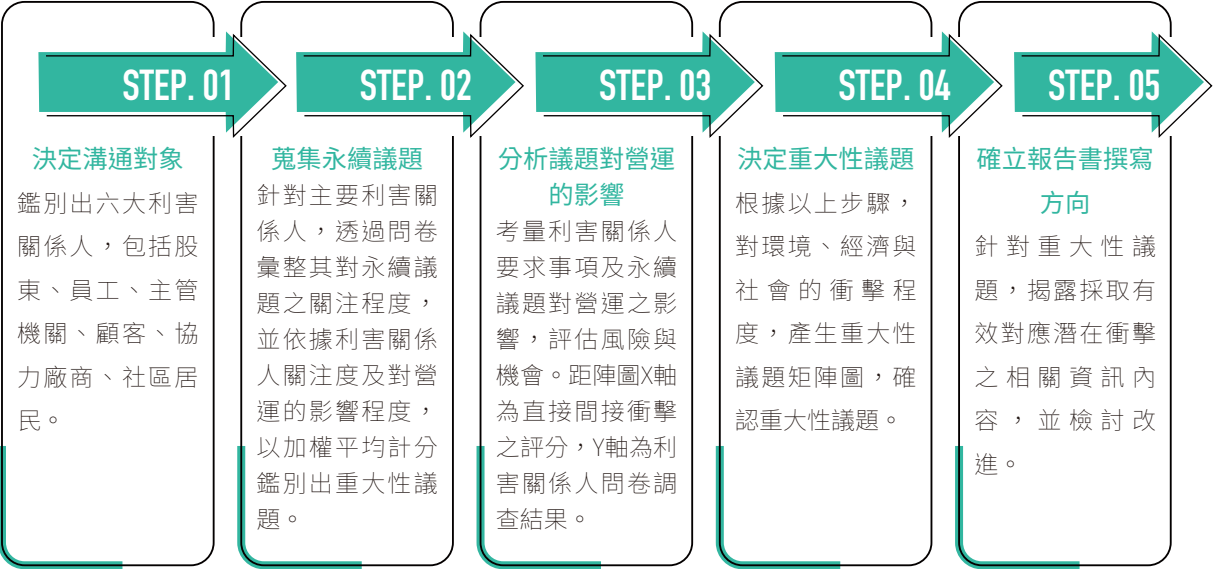 STEP. 01
決定溝通對象
鑑別出六大利害
關係人，包括股
東、員工、主管
機關、顧客、協
力廠商、社區居
民。
STEP. 02
蒐集永續議題
針對主要利害關
係人，透過問卷
彙整其對永續議
題之關注程度，
並依據利害關係
人關注度及對營
運的影響程度，
以加權平均計分
鑑別出重大性議
題。
STEP. 03
分析議題對營運
的影響
考量利害關係人
要求事項及永續
議題對營運之影
響，評估風險與
機會。距陣圖X軸
為直接間接衝擊
之評分，Y軸為利
害關係人問卷調
查結果。
STEP. 04
決定重大性議題
根據以上步驟，
對環境、經濟與
社會的衝擊程
度，產生重大性
議題矩陣圖，確
認重大性議題。
STEP. 05
確立報告書撰寫
方向
針對重大性議
題，揭露採取有
效對應潛在衝擊
之相關資訊內
容，並檢討改
進。